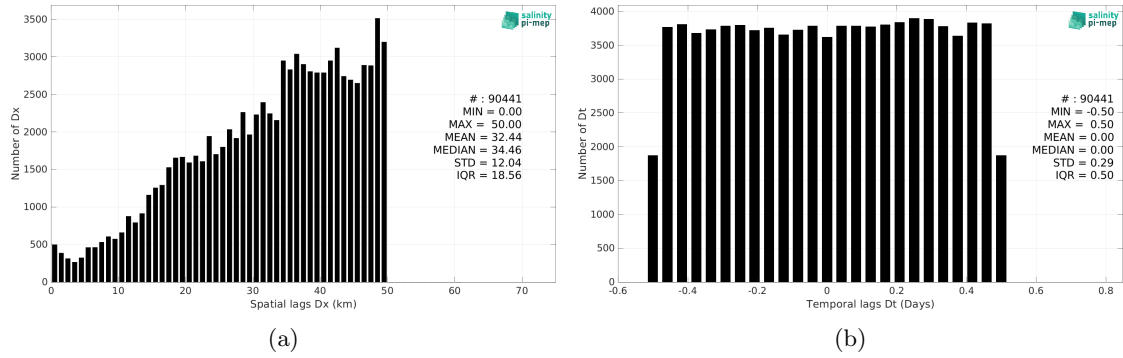 3500
3000
2500
2000
1500
1000
500
0
Number of Dx
0 10 20 30 40 50 60 70
Spatial lags Dx (km)
salinity
pi-mep
# : 90441
MIN = 0.00
MAX = 50.00
MEAN = 32.44
MEDIAN = 34.46
STD = 12.04
IQR = 18.56
(a)
4000
3500
3000
2500
2000
1500
1000
500
0
Number of Dt
-0.6 -0.4 -0.2 0 0.2 0.4 0.6 0.8
Temporal lags Dt (Days)
salinity
pi-mep
# : 90441
MIN = -0.50
MAX = 0.50
MEAN = 0.00
MEDIAN = 0.00
STD = 0.29
IQR = 0.50
(b)